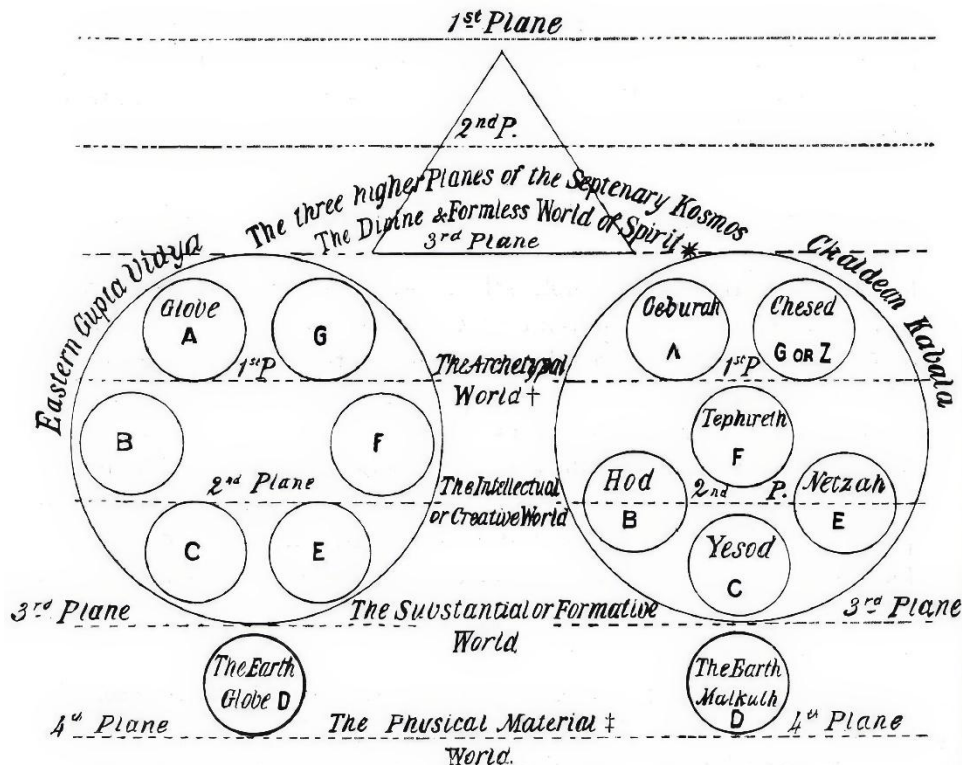 1st Plane
2nd P.
The three higher Planes of the Septenary Kosmos
The Divine & Formless World of Spirit*
3rd Plane
Eastern Gupta Vidya
Chaldean Kabala
Globe
A
G
1st P
B
F
2nd Plane
C
E
The Archetypal
World †
The Intellectual
or Creative World
Geburah
A
Chesed
G OR Z
1st P
Tephireth
F
Hod
B
2nd P.
Netzah
E
Yesod
C
3rd Plane
The Substantial or Formative
World
3rd Plane
The Earth
Globe D
The Earth
Malkuth
D
4th Plane
The Physical Material ‡
World.
4th Plane